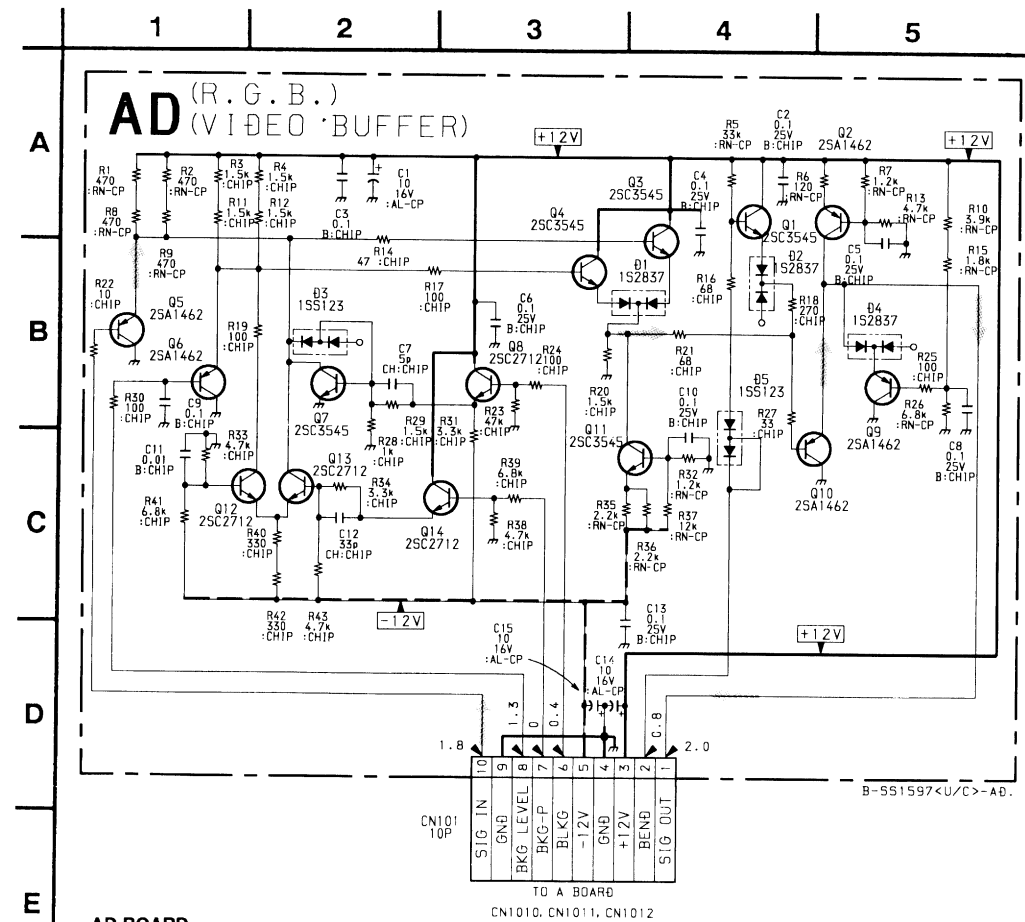 1 2 3 4 5
A
B
C
D
E
AD (R.G.B.)
(VIDEO BUFFER)
+12V
+12V
R1
470
:RN-CP
R2
470
:RN-CP
R3
1.5k
:CHIP
R4
1.5k
:CHIP
C1
10
16V
:AL-CP
C3
0.1
B:CHIP
R8
470
:RN-CP
R11
1.5k
:CHIP
R12
1.5k
:CHIP
R9
470
:RN-CP
R14
47 :CHIP
Q3
2SC3545
Q4
2SC3545
C4
0.1
25V
B:CHIP
R5
33k
:RN-CP
C2
0.1
25V
B:CHIP
Q2
2SA1462
R6
120
:RN-CP
R7
1.2k
:RN-CP
R13
4.7k
:RN-CP
R10
3.9k
:RN-CP
R15
1.8k
:RN-CP
Q1
2SC3545
D2
1S2837
C5
0.1
25V
B:CHIP
R22
10
:CHIP
Q5
2SA1462
Q6
2SA1462
R19
100
:CHIP
D3
1SS123
R17
100
:CHIP
C6
0.1
25V
B:CHIP
D1
1S2837
R16
68
:CHIP
R18
270
:CHIP
D4
1S2837
C7
5p
CH:CHIP
Q8
2SC2712
R24
100
:CHIP
R21
68
:CHIP
R25
100
:CHIP
R30
100
:CHIP
C9
0.1
B:CHIP
Q7
2SC3545
R29
1.5k
:CHIP
R31
3.3k
:CHIP
R23
47k
:CHIP
R20
1.5k
:CHIP
C10
0.1
25V
B:CHIP
D5
1SS123
R27
33
:CHIP
Q9
2SA1462
R26
6.8k
:RN-CP
C8
0.1
25V
B:CHIP
C11
0.01
B:CHIP
R33
4.7k
:CHIP
Q13
2SC2712
R28
1k
:CHIP
R34
3.3k
:CHIP
R39
6.8k
:CHIP
Q11
2SC3545
R32
1.2k
:RN-CP
R41
6.8k
:CHIP
Q12
2SC2712
R40
330
:CHIP
C12
33p
CH:CHIP
Q14
2SC2712
R38
4.7k
:CHIP
R35
2.2k
:RN-CP
R37
12k
:RN-CP
R36
2.2k
:RN-CP
Q10
2SA1462
R42
330
:CHIP
R43
4.7k
:CHIP
-12V
C13
0.1
25V
B:CHIP
+12V
C15
10
16V
:AL-CP
C14
10
16V
:AL-CP
1.8
1.3
0
0.4
0.8
2.0
B-SS1597<U/C>-AD.
CN101
10P
10 9 8 7 6 5 4 3 2 1
SIG IN
GND
BKG LEVEL
BKG-P
BLKG
-12V
GND
+12V
BEND
SIG OUT
TO A BOARD
CN1010, CN1011, CN1012
AD BOARD